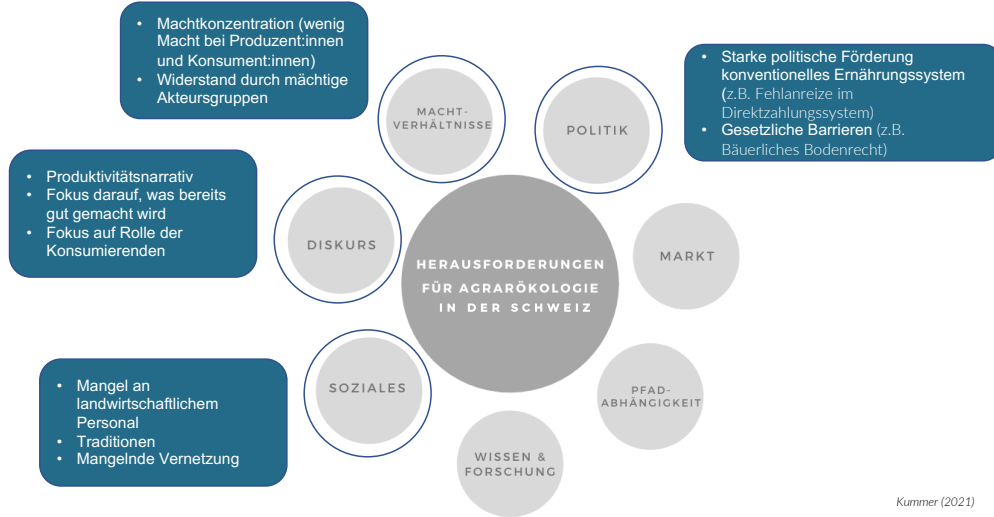 • Machtkonzentration (wenig
Macht bei Produzent:innen
und Konsument:innen)
• Widerstand durch mächtige
Akteursgruppen
• Starke politische Förderung
konventionelles Ernährungssystem
(z.B. Fehlanreize im
Direktzahlungssystem)
• Gesetzliche Barrieren (z.B.
Bäuerliches Bodenrecht)
MACHT-
VERHÄLTNISSE
POLITIK
• Produktivitätsnarrativ
• Fokus darauf, was bereits
gut gemacht wird
• Fokus auf Rolle der
Konsumierenden
DISKURS
MARKT
HERAUSFORDERUNGEN
FÜR AGRARÖKOLOGIE
IN DER SCHWEIZ
• Mangel an
landwirtschaftlichem
Personal
• Traditionen
• Mangelnde Vernetzung
SOZIALES
PFAD-
ABHÄNGIGKEIT
WISSEN &
FORSCHUNG
Kummer (2021)